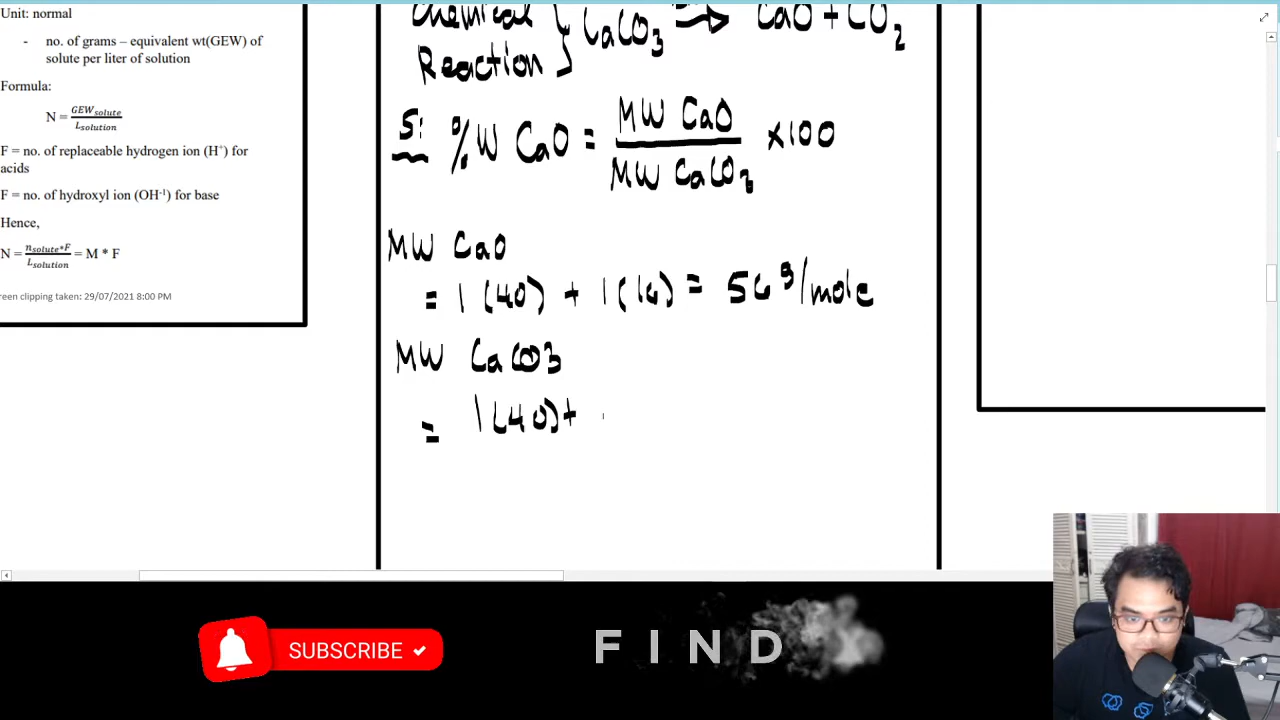 Unit: normal
- no. of grams – equivalent wt(GEW) of
solute per liter of solution
Formula:
N = GEWsolute / Lsolution
F = no. of replaceable hydrogen ion (H⁺) for
acids
F = no. of hydroxyl ion (OH⁻¹) for base
Hence,
N = nsolute*F / Lsolution = M * F
reen clipping taken: 29/07/2021 8:00 PM
Chemical
Reaction } CaCO3 → CaO + CO2
S: %W CaO = MW CaO / MW CaCO3 ×100
MW CaO
= 1(40) + 1(16) = 56 g/mole
MW CaCO3
= 1(40) +
SUBSCRIBE
FIND